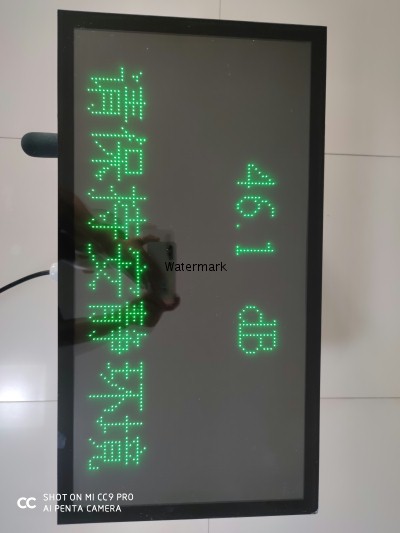 46.1 dB
请保持安静环境
Watermark
SHOT ON MI CC9 PRO
AI PENTA CAMERA